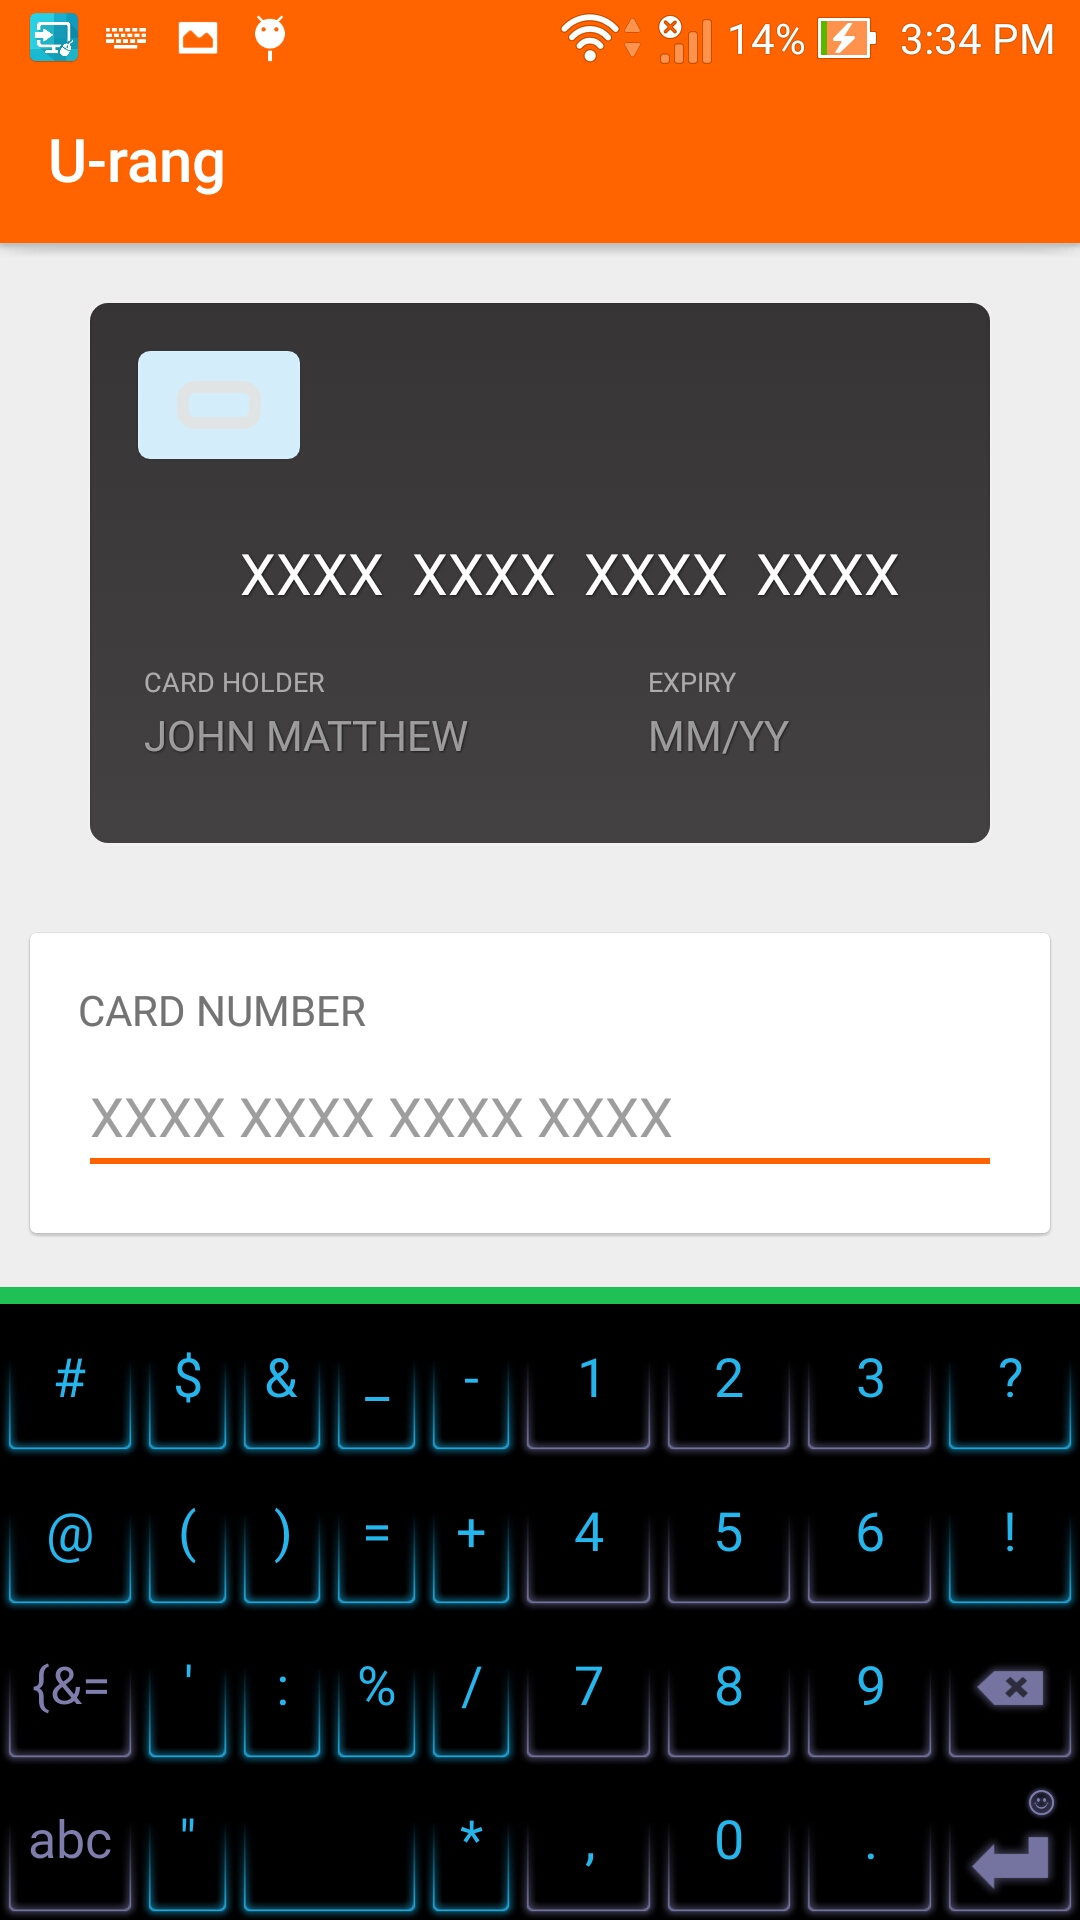 14% 3:34 PM
U-rang
XXXX XXXX XXXX XXXX
CARD HOLDER EXPIRY
JOHN MATTHEW MM/YY
CARD NUMBER
XXXX XXXX XXXX XXXX
# $ & _ - 1 2 3 ?
@ ( ) = + 4 5 6 !
{&= ' : % / 7 8 9
abc " * , 0 .